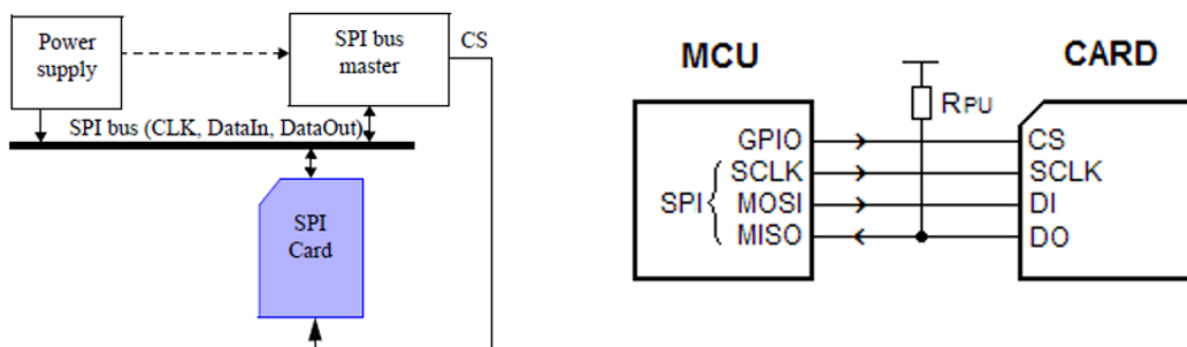 Power
supply
SPI bus
master
CS
SPI bus (CLK, DataIn, DataOut)
SPI
Card
MCU
CARD
RPU
GPIO
CS
SCLK
SCLK
SPI
MOSI
DI
MISO
DO